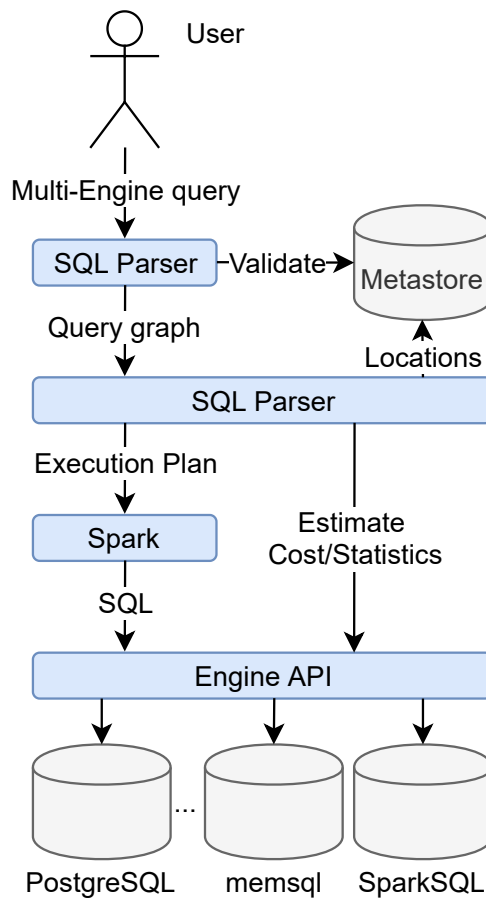 User
Multi-Engine query
SQL Parser
Validate
Metastore
Query graph
Locations
SQL Parser
Execution Plan
Estimate
Cost/Statistics
Spark
SQL
Engine API
...
PostgreSQL
memsql
SparkSQL